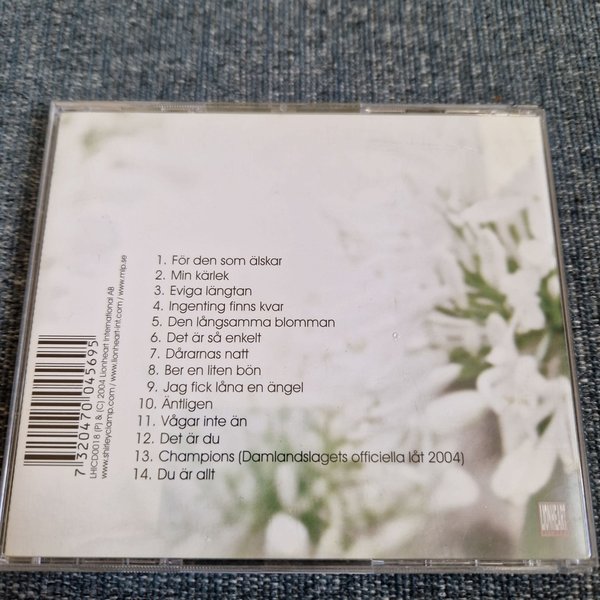 1. För den som älskar
2. Min kärlek
3. Eviga längtan
4. Ingenting finns kvar
5. Den långsamma blomman
6. Det är så enkelt
7. Dårarnas natt
8. Ber en liten bön
9. Jag fick låna en ängel
10. Äntligen
11. Vågar inte än
12. Det är du
13. Champions (Damlandslagets officiella låt 2004)
14. Du är allt
7 320470 045695
LHICD0018 (P) & (C) 2004 Lionheart International AB
www.shirleyclamp.com / www.lionheart-int.com / www.mlp.se
LIONHEART